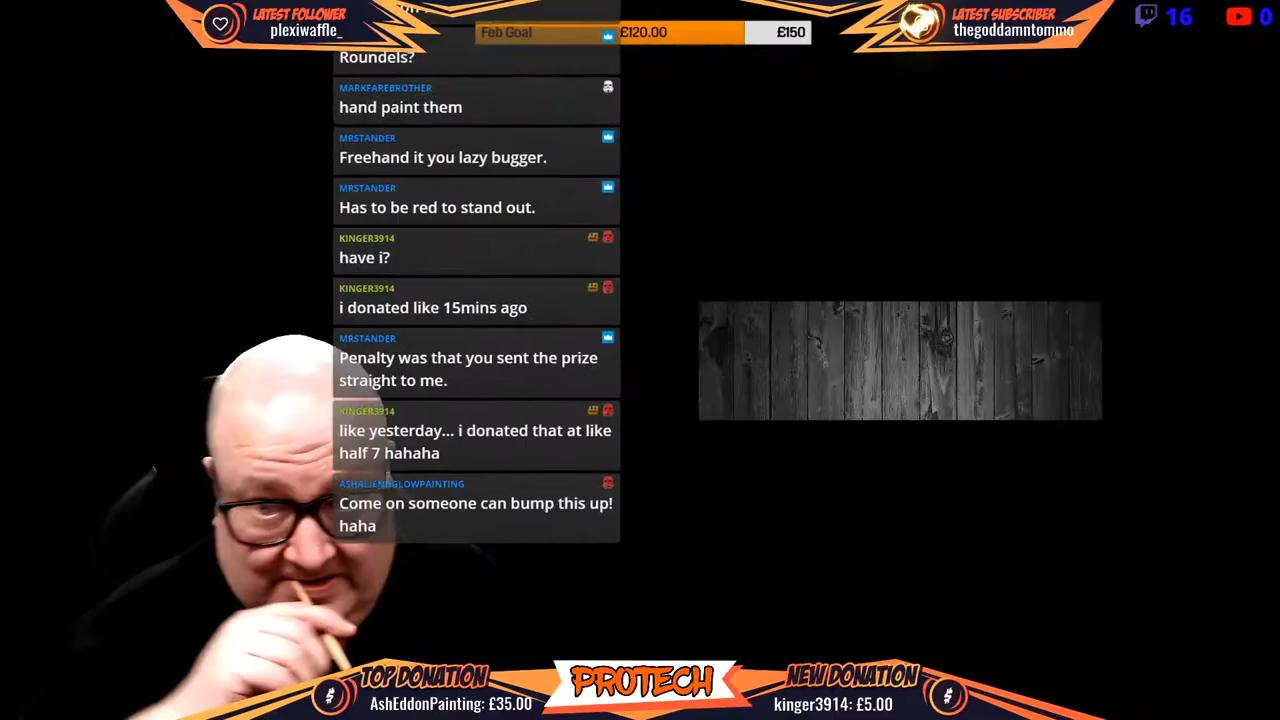 LATEST FOLLOWER
plexiwaffle_
Feb Goal
£120.00
£150
LATEST SUBSCRIBER
thegoddamntommo
16
0
Roundels?
MARKFAREBROTHER
hand paint them
MRSTANDER
Freehand it you lazy bugger.
MRSTANDER
Has to be red to stand out.
KINGER3914
have i?
KINGER3914
i donated like 15mins ago
MRSTANDER
Penalty was that you sent the prize
straight to me.
KINGER3914
like yesterday... i donated that at like
half 7 hahaha
Come on someone can bump this up!
haha
TOP DONATION
AshEddonPainting: £35.00
PROTECH
NEW DONATION
kinger3914: £5.00